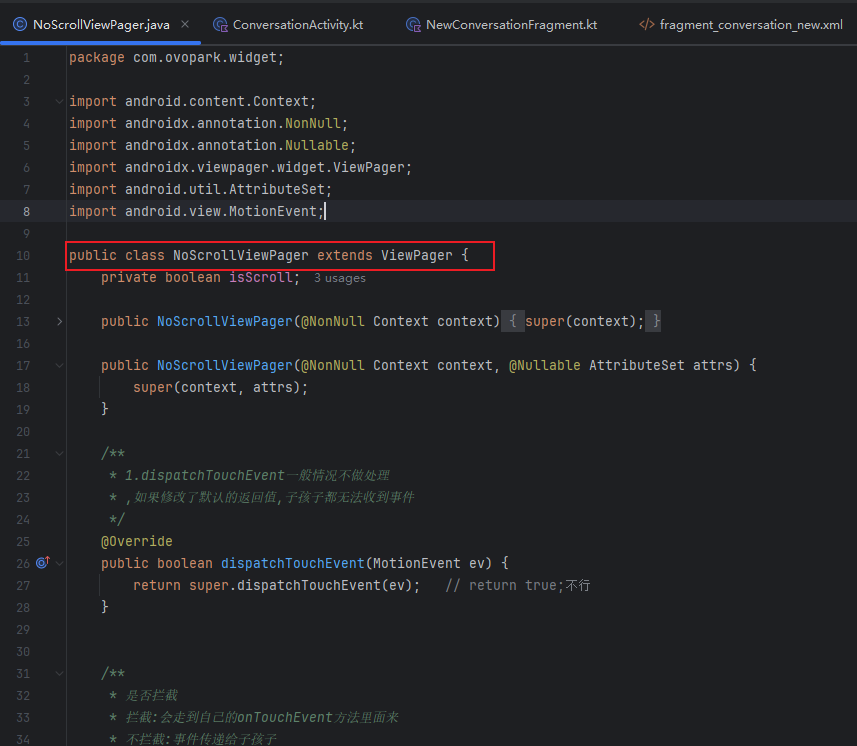 NoScrollViewPager.java ConversationActivity.kt NewConversationFragment.kt fragment_conversation_new.xml
1 package com.ovopark.widget;
2
3 import android.content.Context;
4 import androidx.annotation.NonNull;
5 import androidx.annotation.Nullable;
6 import androidx.viewpager.widget.ViewPager;
7 import android.util.AttributeSet;
8 import android.view.MotionEvent;
9
10 public class NoScrollViewPager extends ViewPager {
11 private boolean isScroll; 3 usages
12
13 public NoScrollViewPager(@NonNull Context context) { super(context); }
16
17 public NoScrollViewPager(@NonNull Context context, @Nullable AttributeSet attrs) {
18 super(context, attrs);
19 }
20
21 /**
22 * 1.dispatchTouchEvent一般情况不做处理
23 * ,如果修改了默认的返回值,子孩子都无法收到事件
24 */
25 @Override
26 public boolean dispatchTouchEvent(MotionEvent ev) {
27 return super.dispatchTouchEvent(ev); // return true;不行
28 }
29
30
31 /**
32 * 是否拦截
33 * 拦截:会走到自己的onTouchEvent方法里面来
34 * 不拦截:事件传递给子孩子